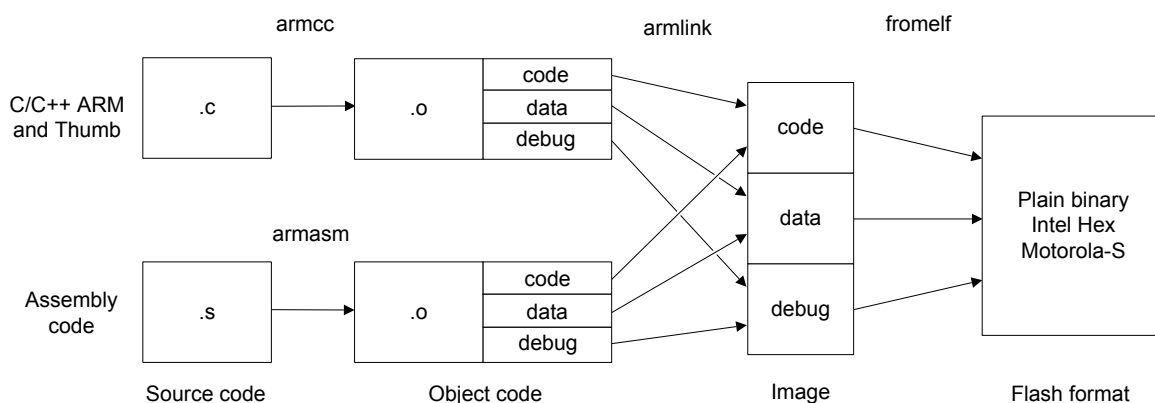 armcc
armlink
fromelf
C/C++ ARM
and Thumb
.c
.o
code
data
debug
armasm
Assembly
code
.s
.o
code
data
debug
code
data
debug
Plain binary
Intel Hex
Motorola-S
Source code
Object code
Image
Flash format